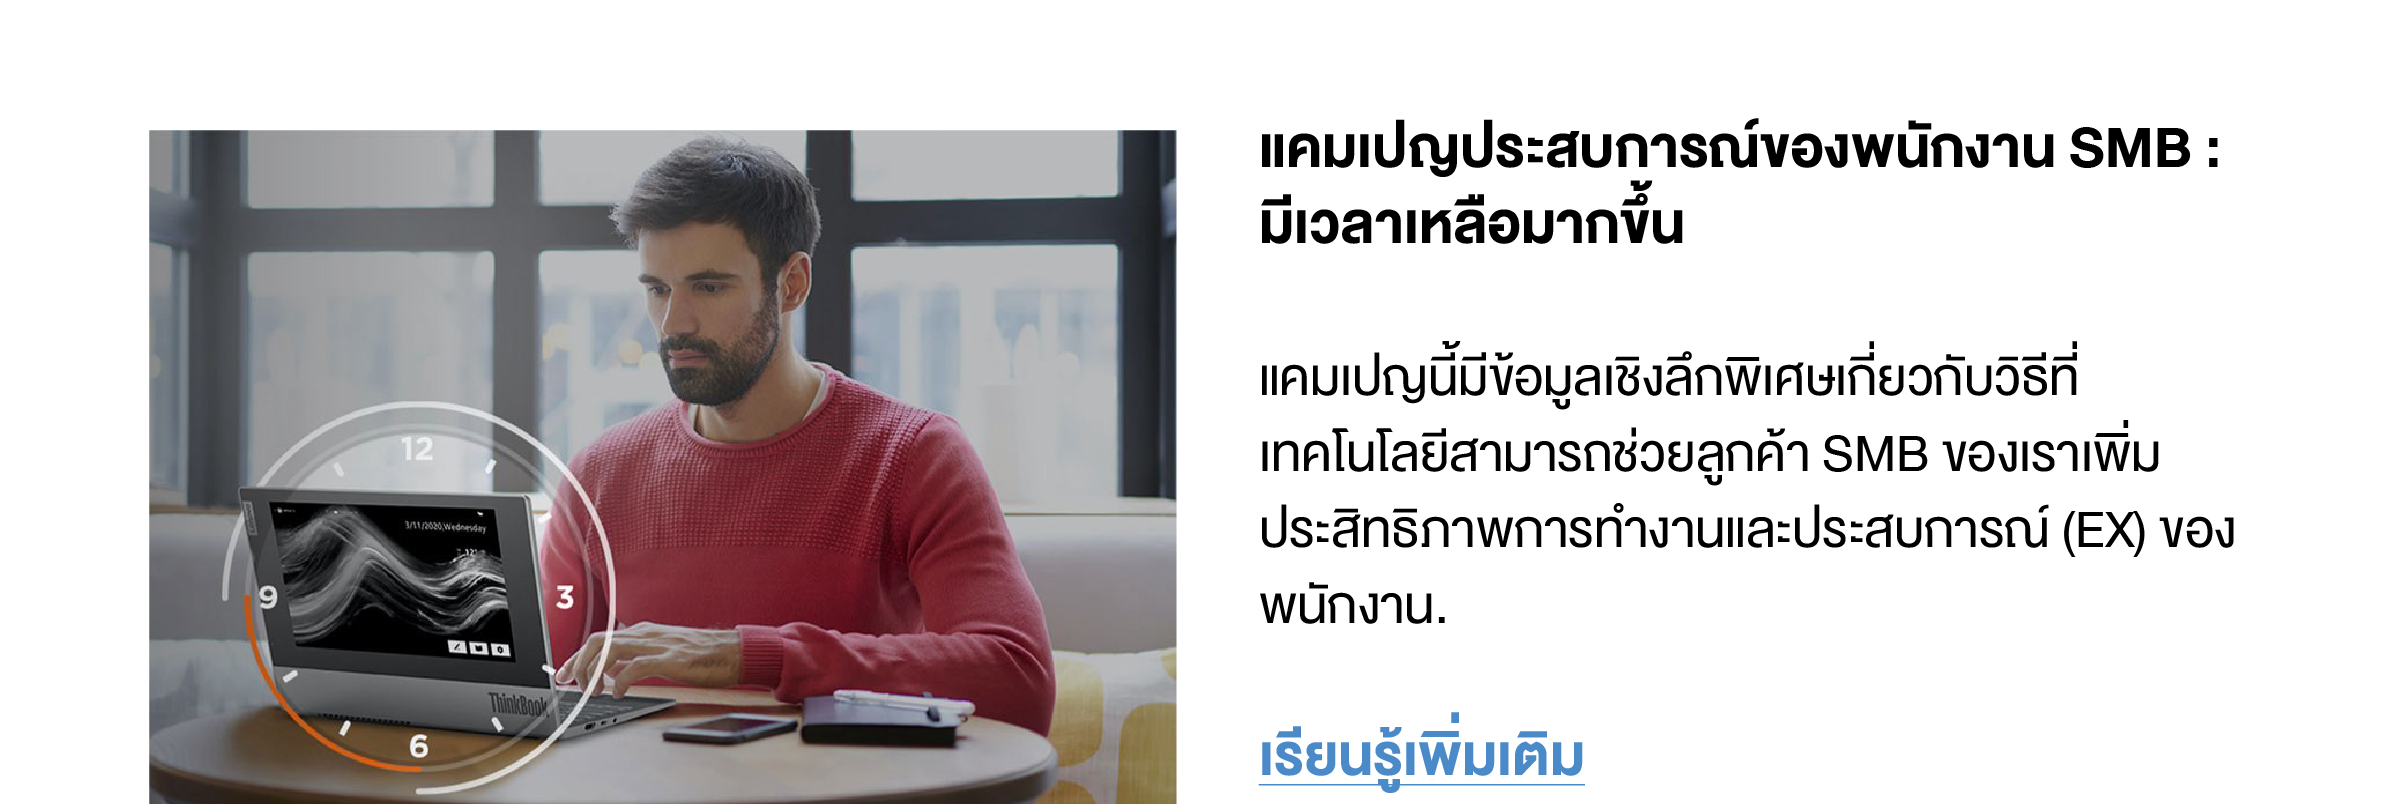 แคมเปญประสบการณ์ของพนักงาน SMB :
มีเวลาเหลือมากขึ้น
แคมเปญนี้มีข้อมูลเชิงลึกพิเศษเกี่ยวกับวิธีที่
เทคโนโลยีสามารถช่วยลูกค้า SMB ของเราเพิ่ม
ประสิทธิภาพการทำงานและประสบการณ์ (EX) ของ
พนักงาน.
เรียนรู้เพิ่มเติม
12
3/11/2020,Wednesday
9
3
ThinkBook
6